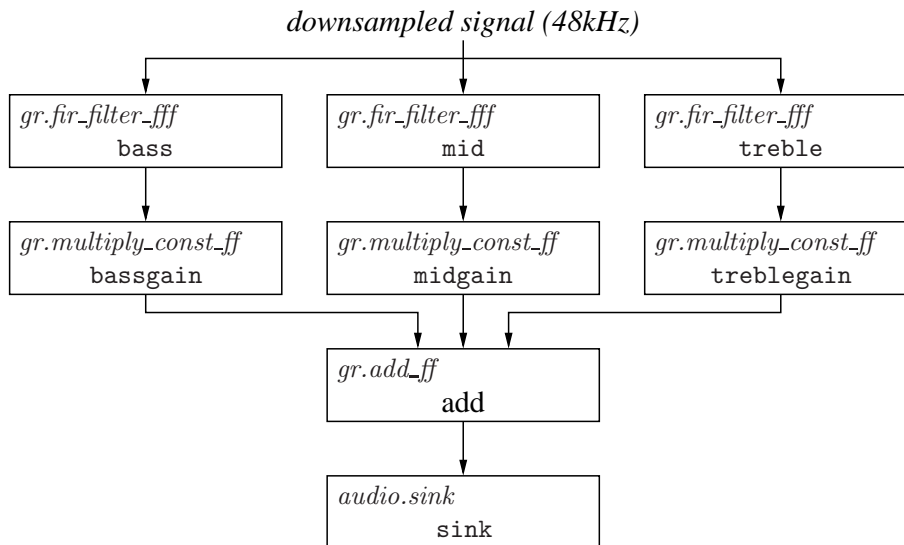 downsampled signal (48kHz)
gr.fir_filter_fff
bass
gr.fir_filter_fff
mid
gr.fir_filter_fff
treble
gr.multiply_const_ff
bassgain
gr.multiply_const_ff
midgain
gr.multiply_const_ff
treblegain
gr.add_ff
add
audio.sink
sink